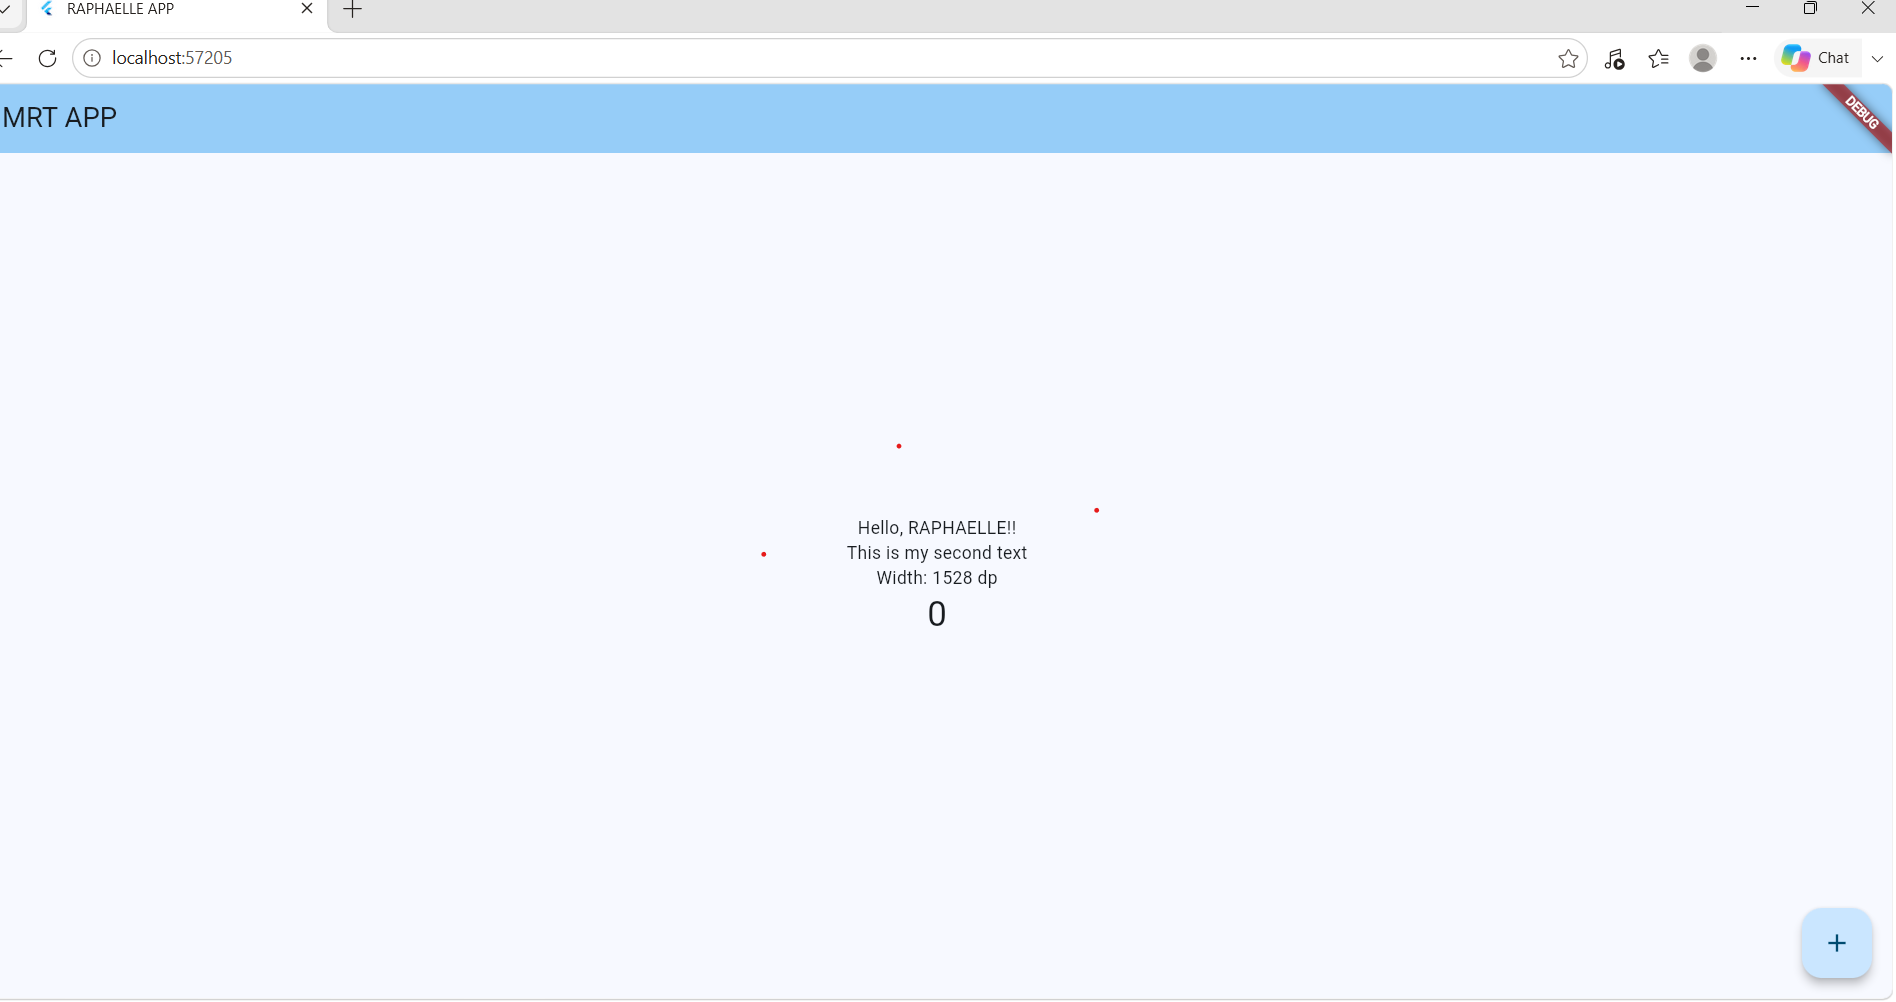 RAPHAELLE APP
localhost:57205
Chat
MRT APP
DEBUG
Hello, RAPHAELLE!!
This is my second text
Width: 1528 dp
0